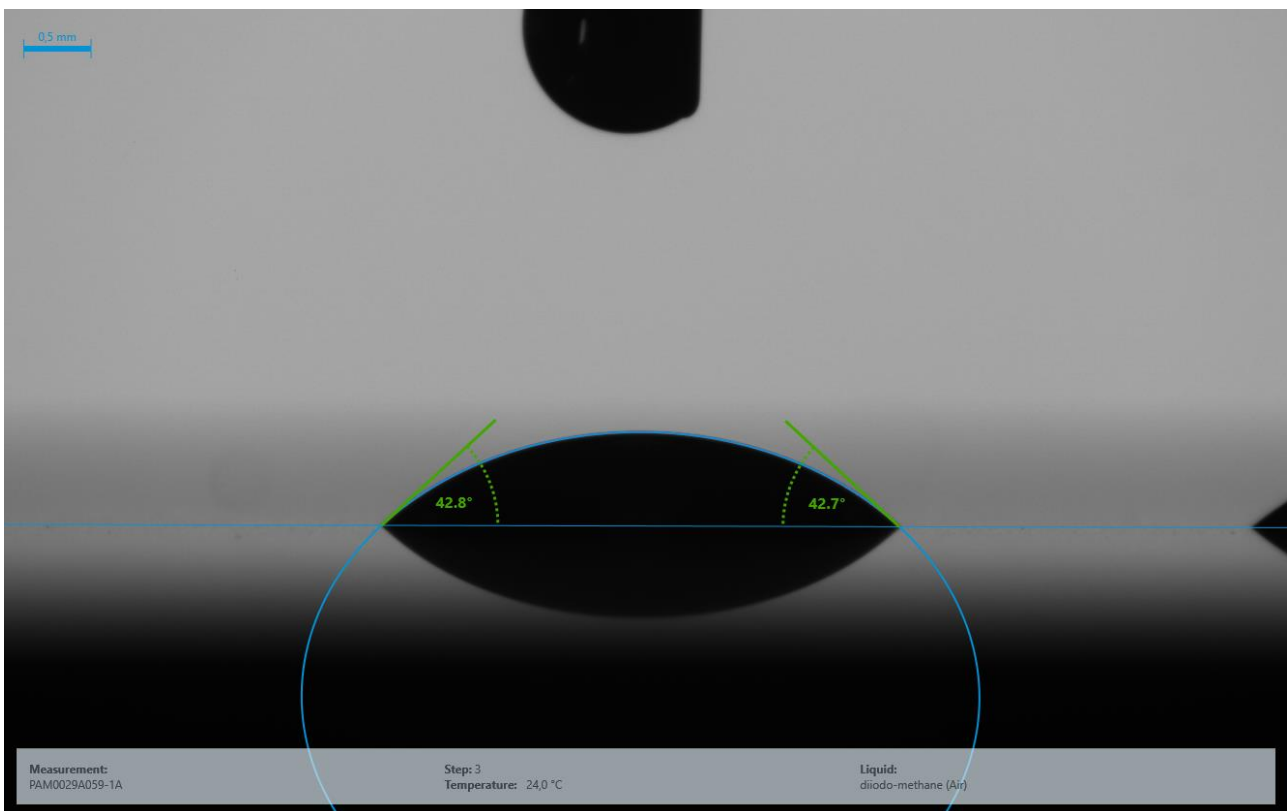 0,5 mm
42.8°
42.7°
Measurement:
PAM0029A059-1A
Step: 3
Temperature: 24,0 °C
Liquid:
diiodo-methane (Air)